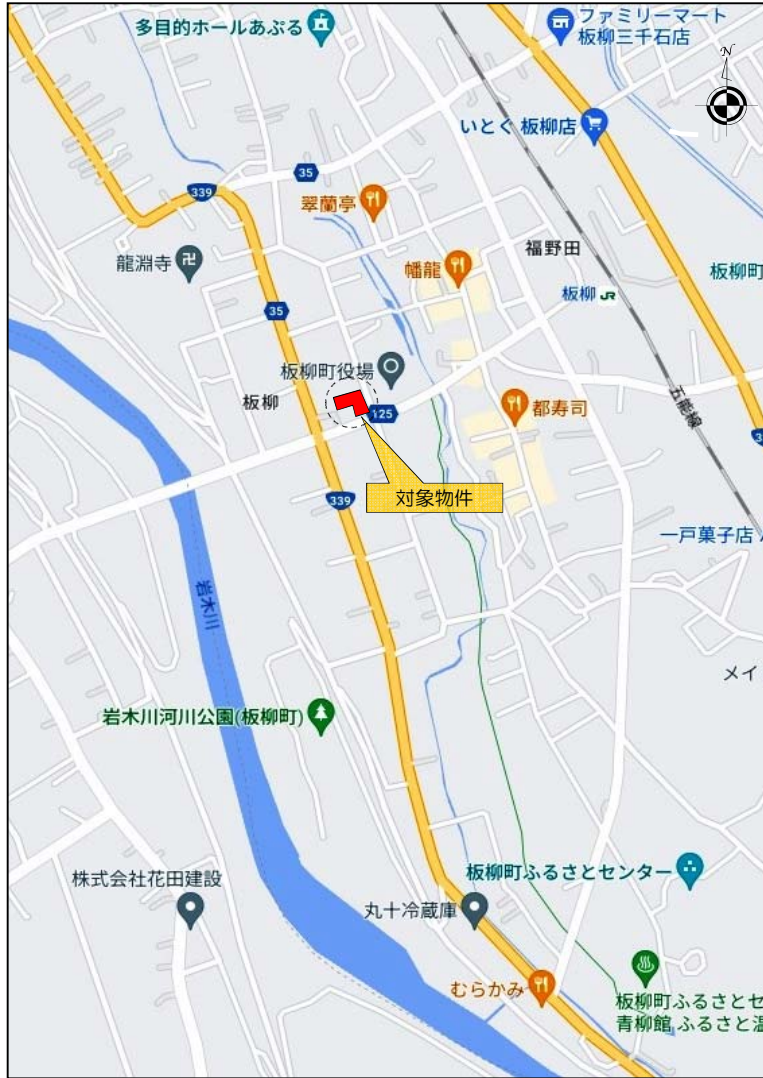 多目的ホールあぷる
ファミリーマート
板柳三千石店
N
いとく 板柳店
35
339
翠蘭亭
龍淵寺
幡龍
福野田
板柳町
板柳 JR
35
板柳町役場
板柳
125
都寿司
五能線
3
対象物件
339
一戸菓子店
岩木川
メイ
岩木川河川公園(板柳町)
板柳町ふるさとセンター
株式会社花田建設
丸十冷蔵庫
むらかみ
板柳町ふるさとセ
青柳館 ふるさと温